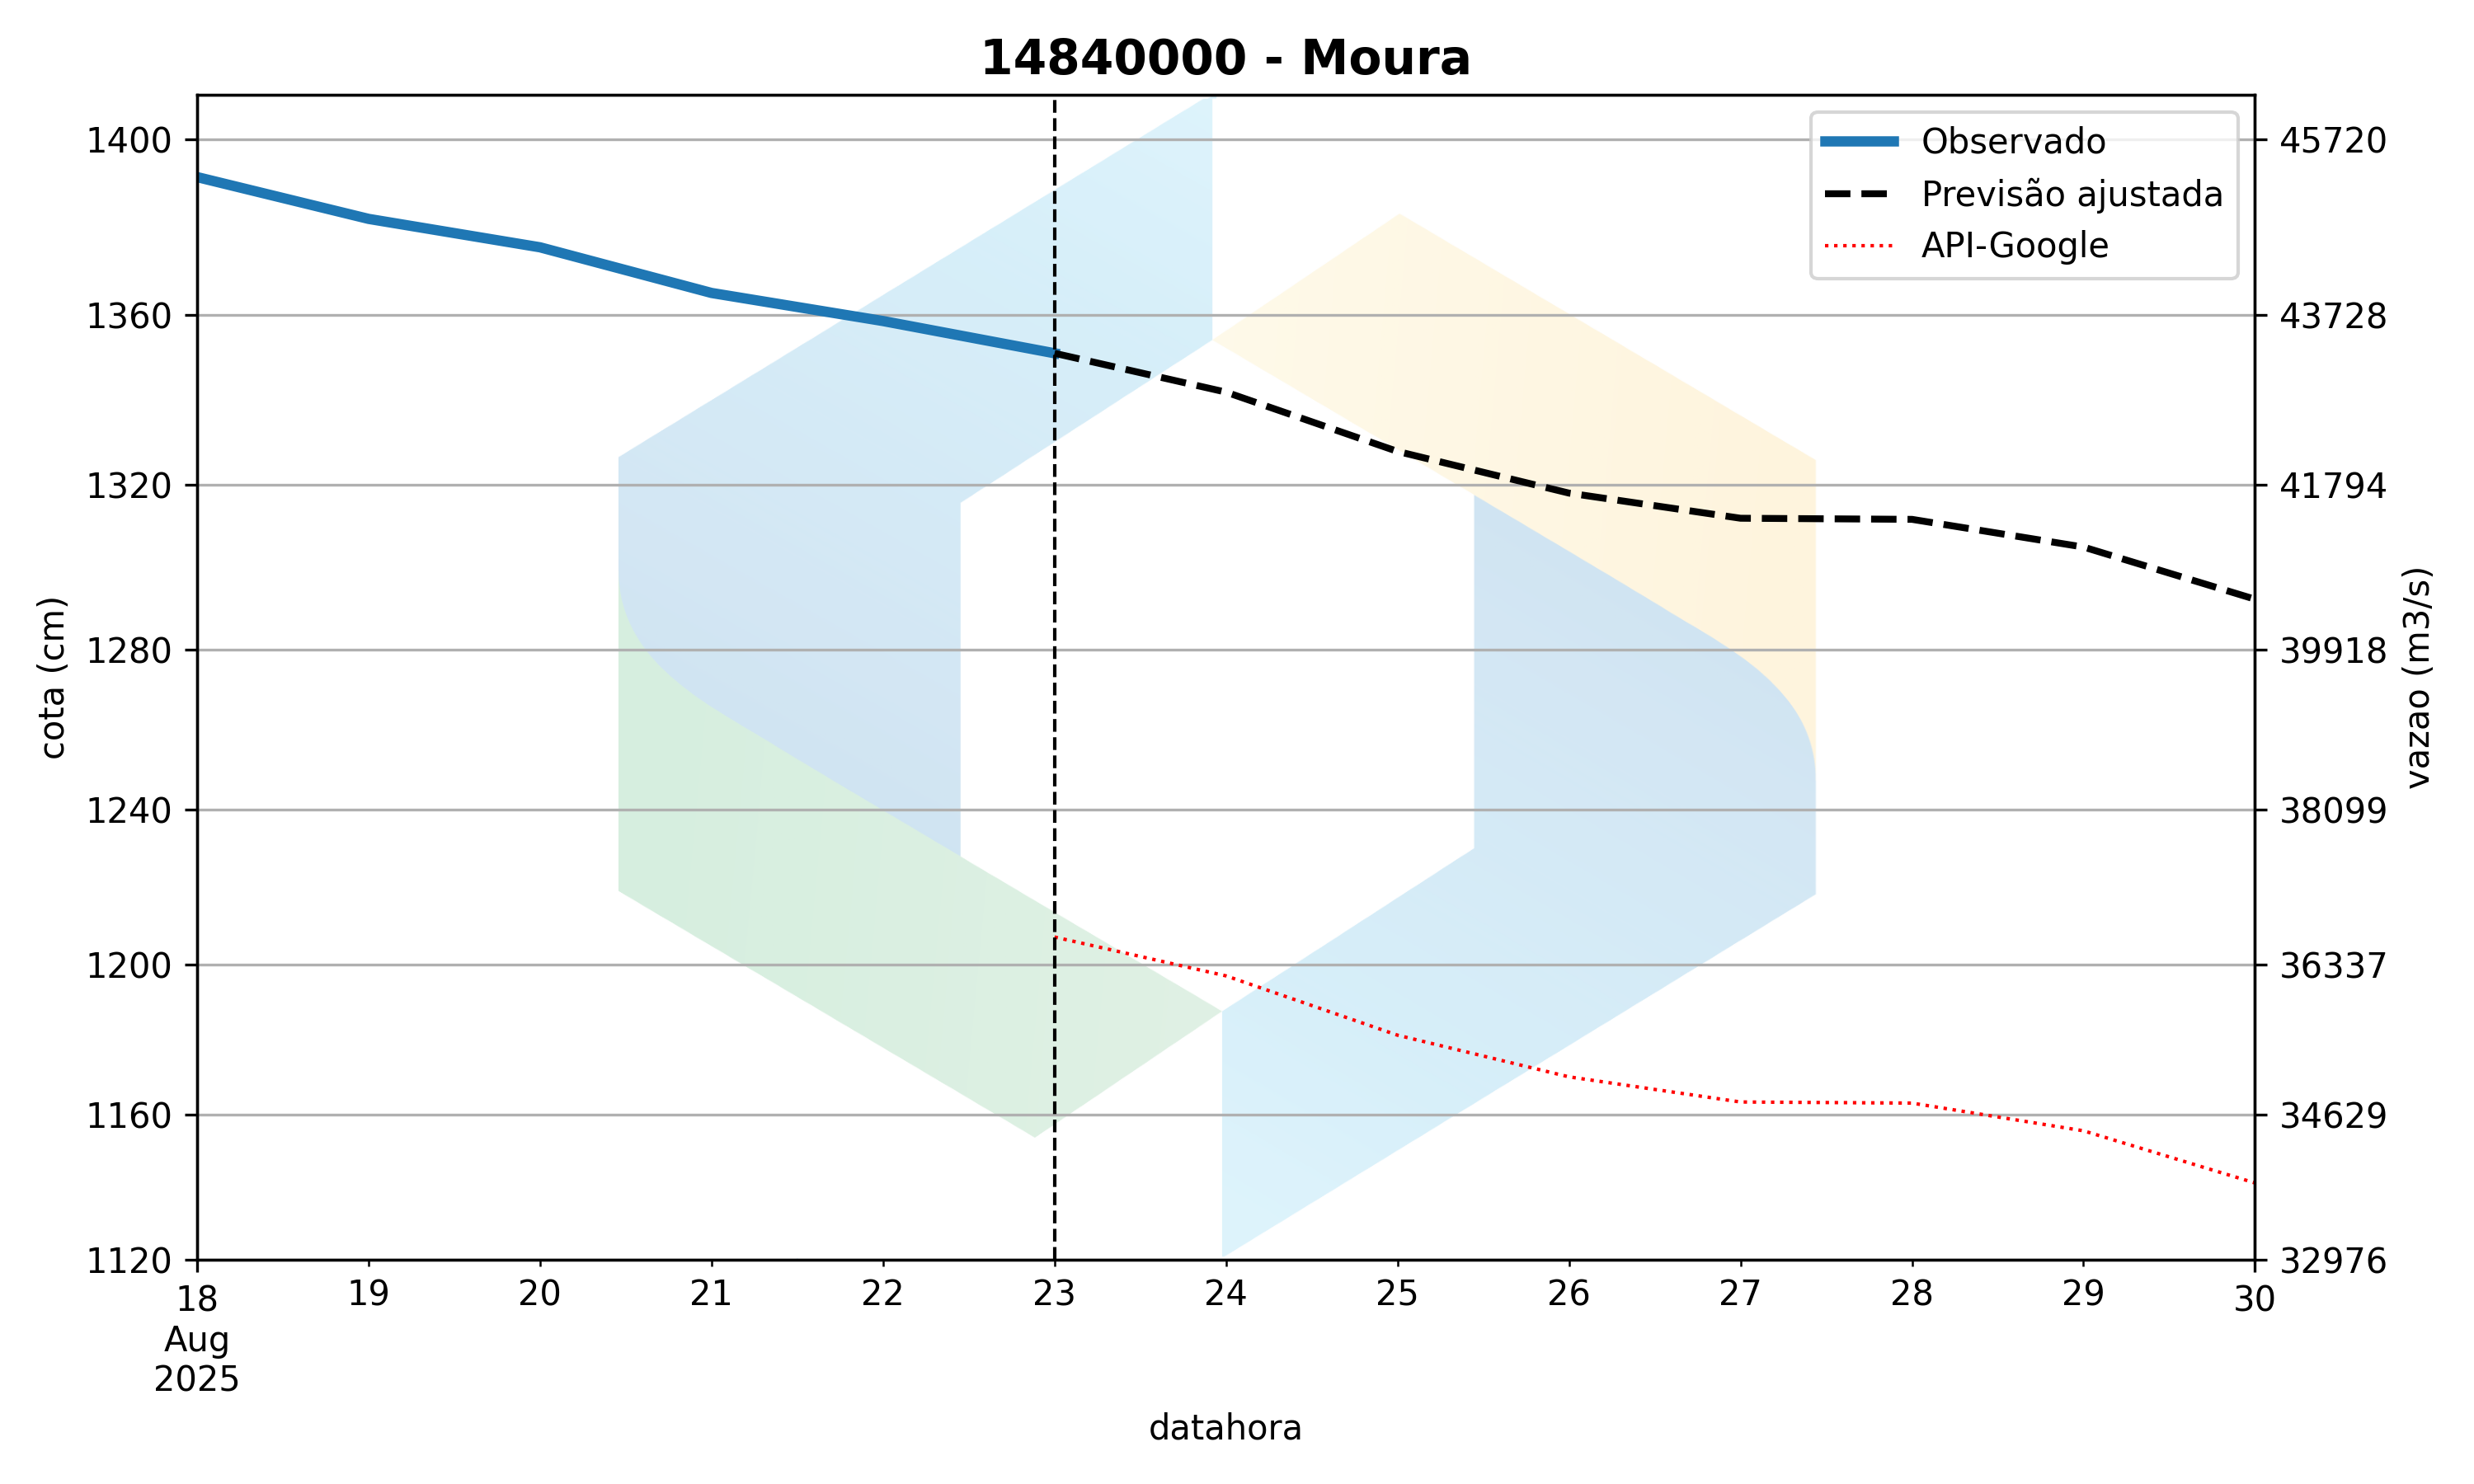 14840000 - Moura
Observado
Previsão ajustada
API-Google
1400
1360
1320
1280
1240
1200
1160
1120
cota (cm)
45720
43728
41794
39918
38099
36337
34629
32976
vazao (m3/s)
18 19 20 21 22 23 24 25 26 27 28 29 30
Aug
2025
datahora